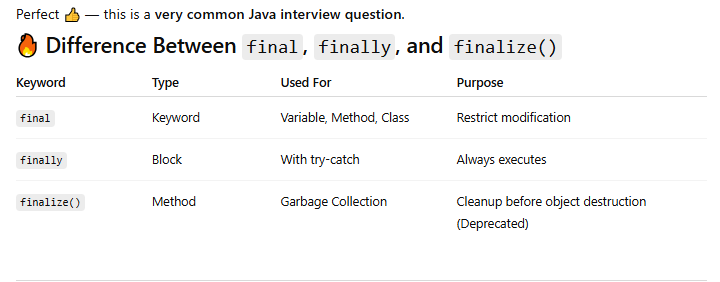 Perfect 👍 — this is a very common Java interview question.
🔥 Difference Between final, finally, and finalize()
Keyword Type Used For Purpose
final Keyword Variable, Method, Class Restrict modification
finally Block With try-catch Always executes
finalize() Method Garbage Collection Cleanup before object destruction
(Deprecated)